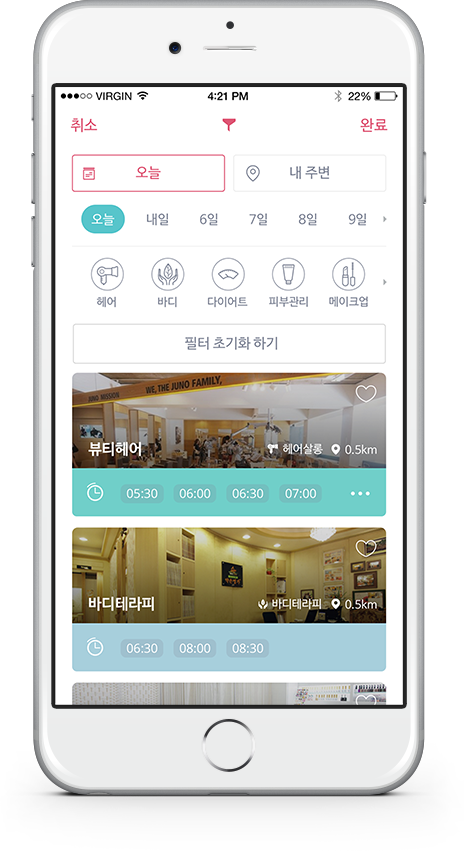 VIRGIN 4:21 PM 22%
취소 완료
오늘 내 주변
오늘 내일 6일 7일 8일 9일
헤어 바디 다이어트 피부관리 메이크업
필터 초기화 하기
JUNO. MISSION WE, THE JUNO FAMILY,
뷰티헤어 헤어살롱 0.5km
05:30 06:00 06:30 07:00
바디테라피 바디테라피 0.5km
06:30 08:00 08:30